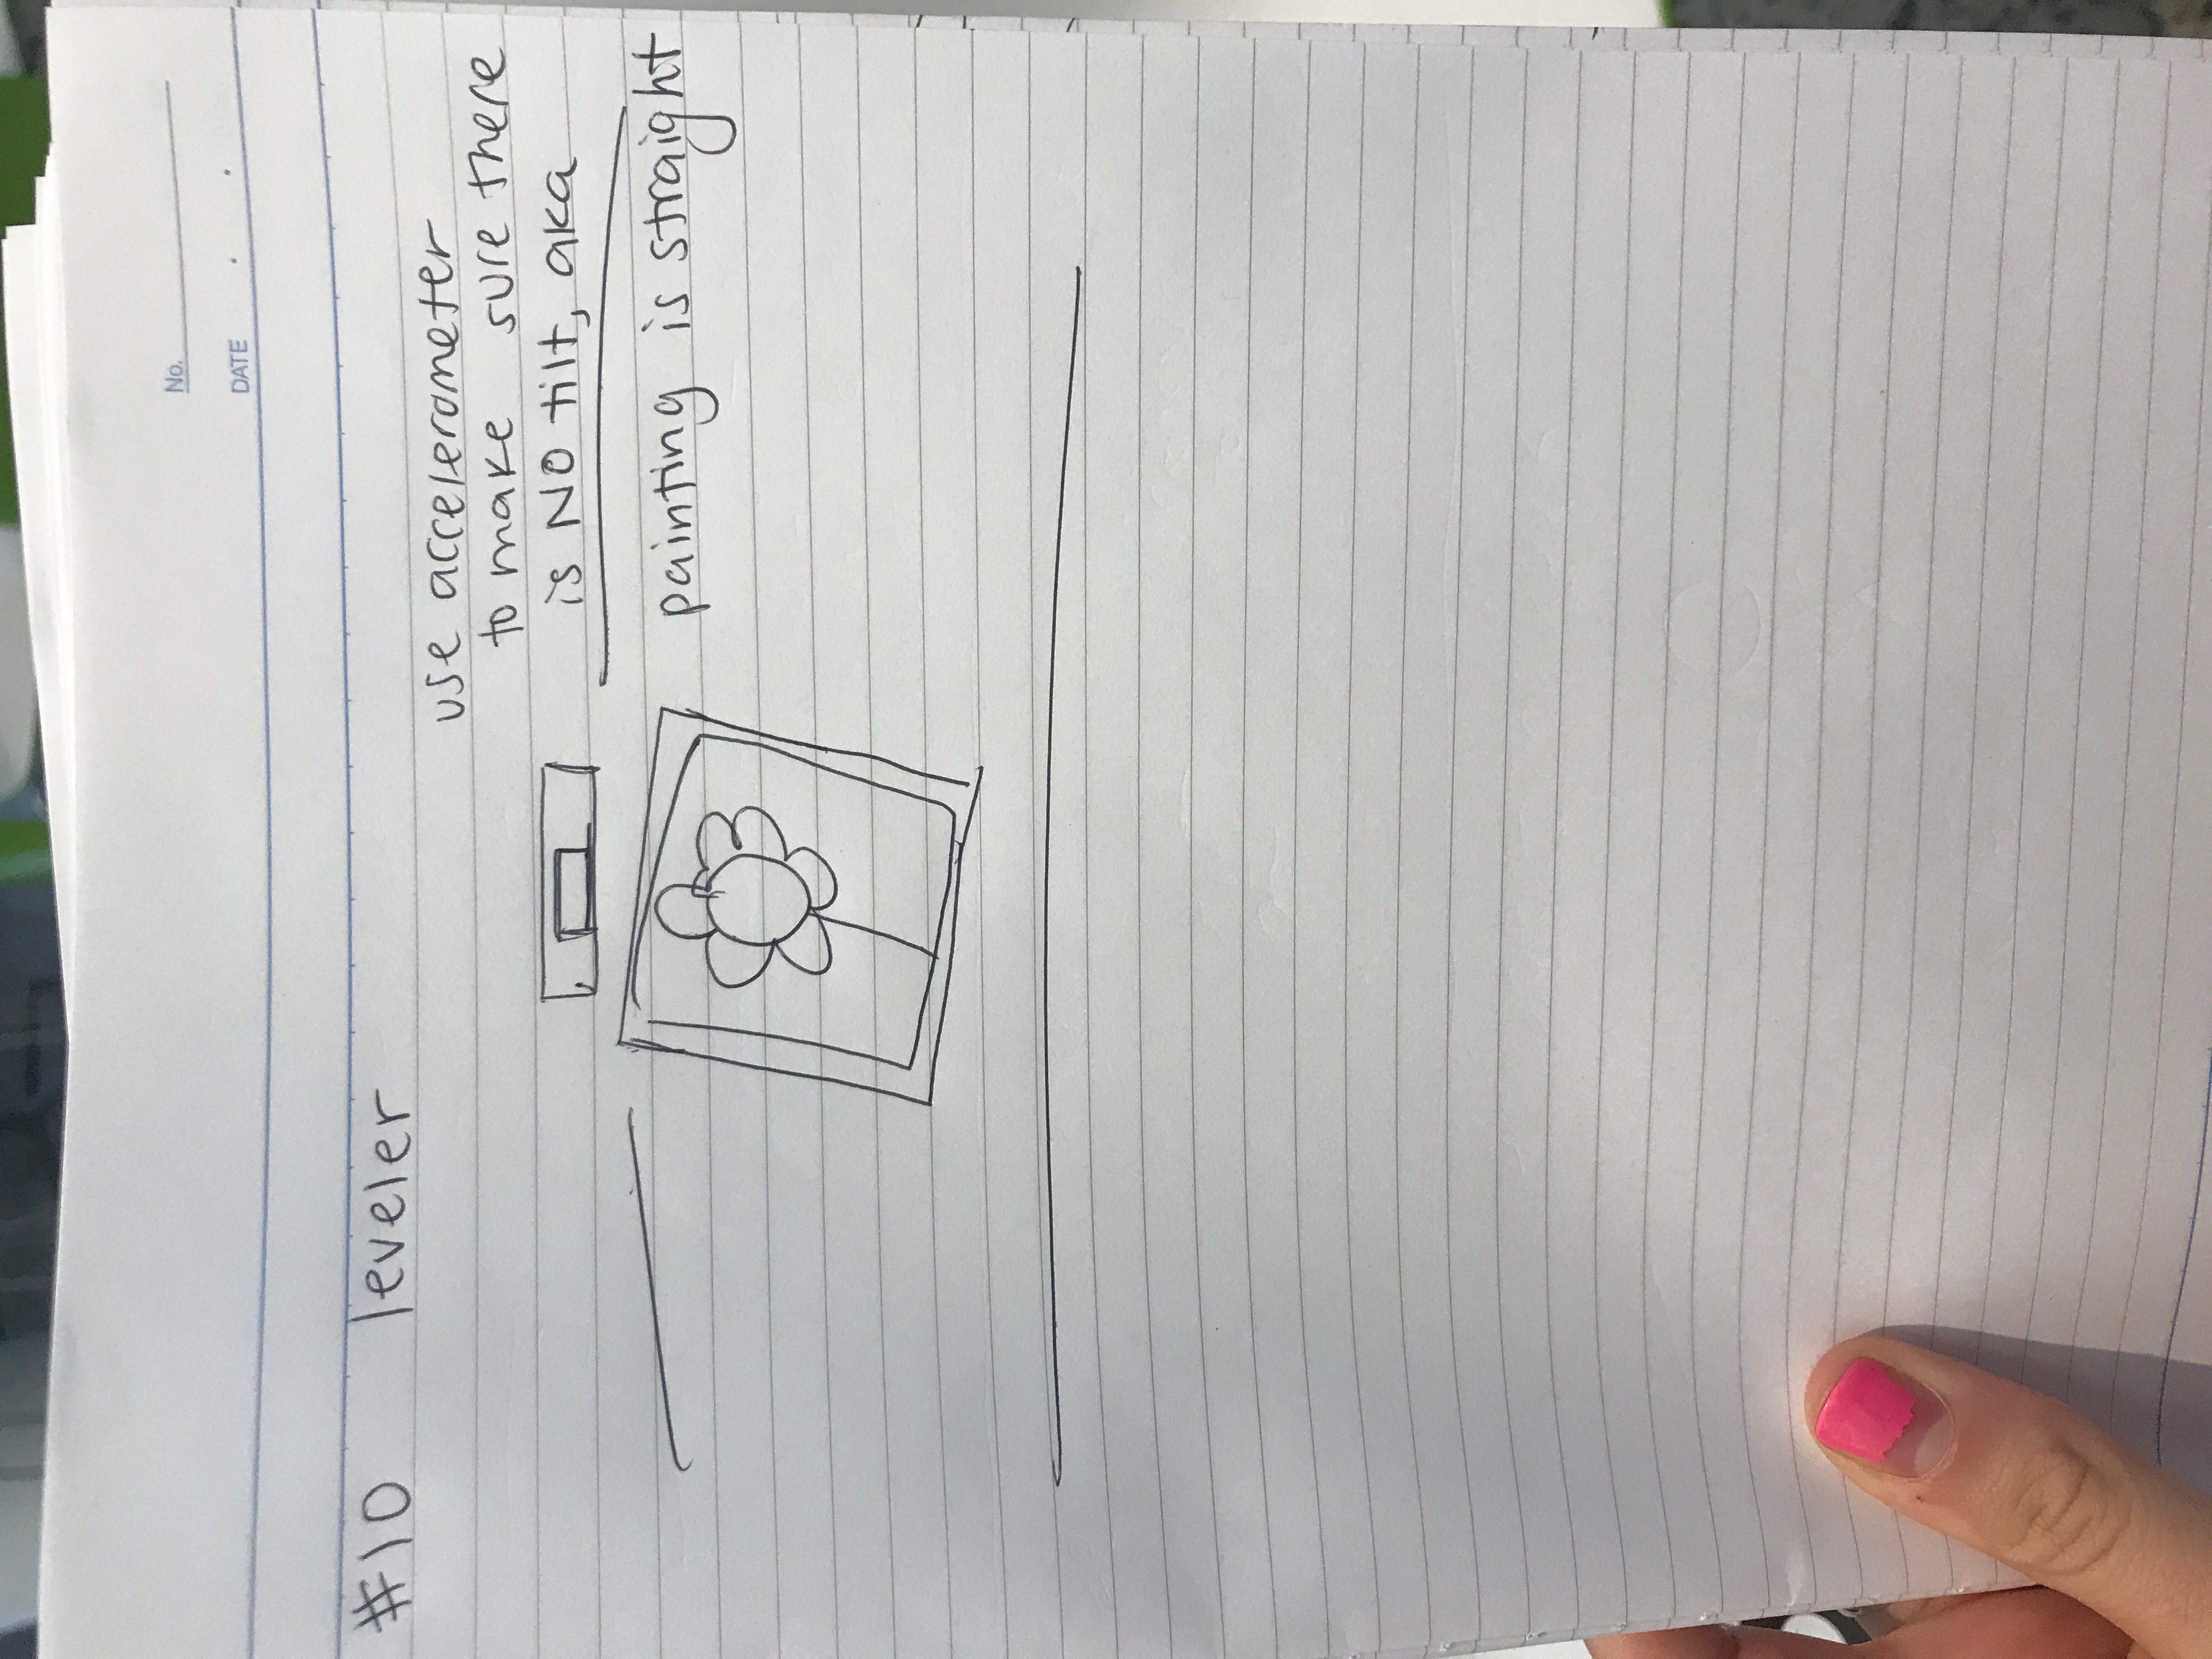 No.
DATE
#10 leveler
use accelerometer
to make sure there
is NO tilt, aka
painting is straight